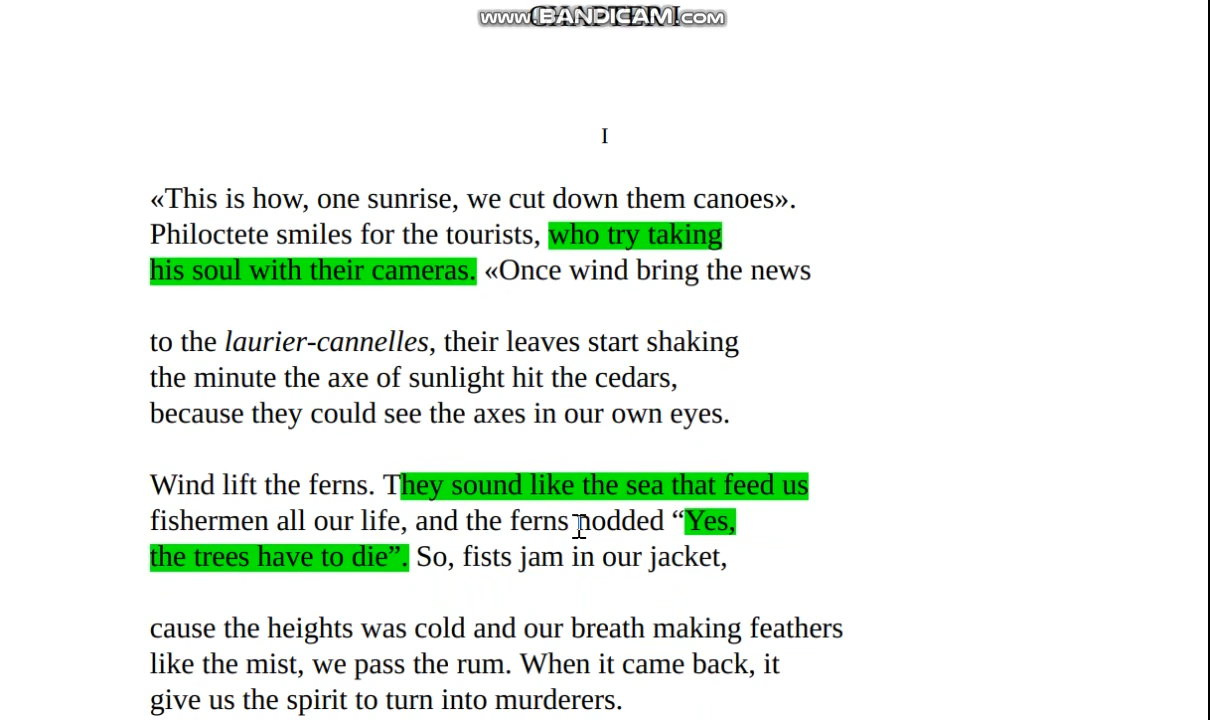 www.BANDICAM.com
CHAPTER I
I
«This is how, one sunrise, we cut down them canoes».
Philoctete smiles for the tourists, who try taking
his soul with their cameras. «Once wind bring the news
to the laurier-cannelles, their leaves start shaking
the minute the axe of sunlight hit the cedars,
because they could see the axes in our own eyes.
Wind lift the ferns. They sound like the sea that feed us
fishermen all our life, and the ferns nodded “Yes,
the trees have to die”. So, fists jam in our jacket,
cause the heights was cold and our breath making feathers
like the mist, we pass the rum. When it came back, it
give us the spirit to turn into murderers.